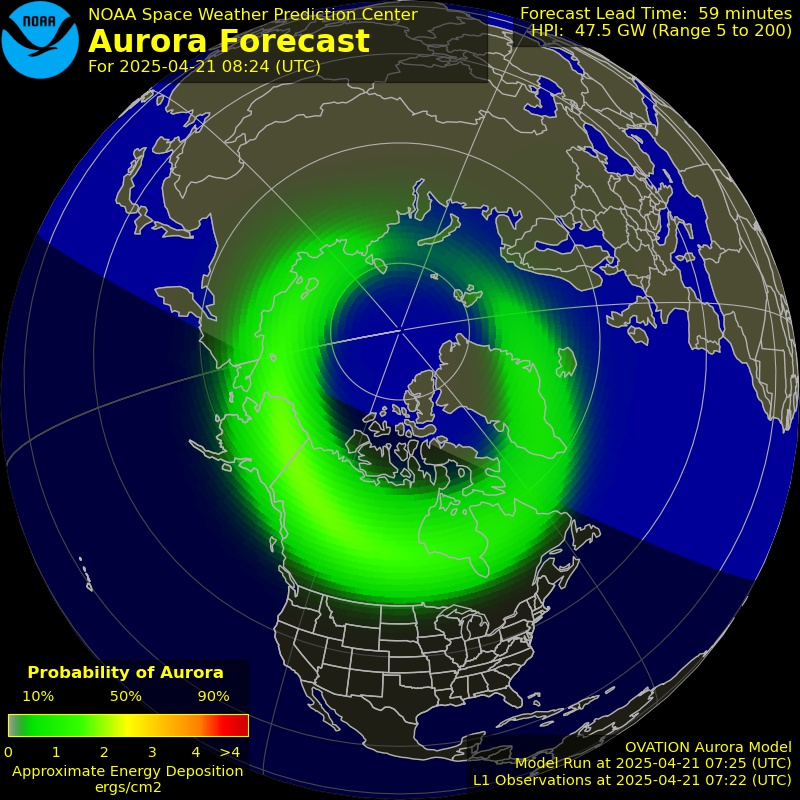 NOAA
NOAA Space Weather Prediction Center
Aurora Forecast
For 2025-04-21 08:24 (UTC)
Forecast Lead Time: 59 minutes
HPI: 47.5 GW (Range 5 to 200)
Probability of Aurora
10% 50% 90%
0 1 2 3 4 >4
Approximate Energy Deposition
ergs/cm2
OVATION Aurora Model
Model Run at 2025-04-21 07:25 (UTC)
L1 Observations at 2025-04-21 07:22 (UTC)